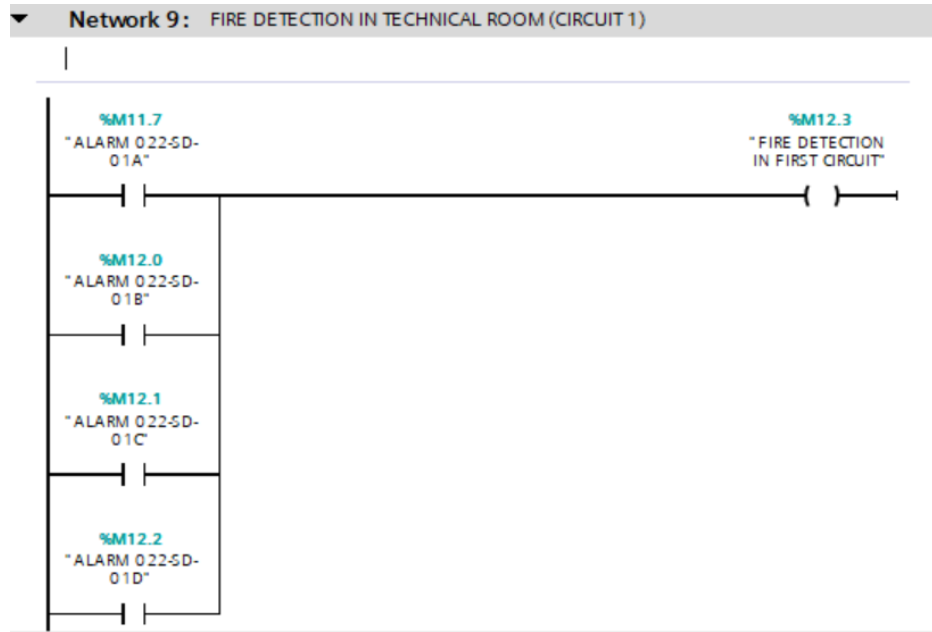 Network 9: FIRE DETECTION IN TECHNICAL ROOM (CIRCUIT 1)
%M11.7
"ALARM 022-SD-
01A"
%M12.3
"FIRE DETECTION
IN FIRST CIRCUIT"
%M12.0
"ALARM 022-SD-
01B"
%M12.1
"ALARM 022-SD-
01C"
%M12.2
"ALARM 022-SD-
01D"